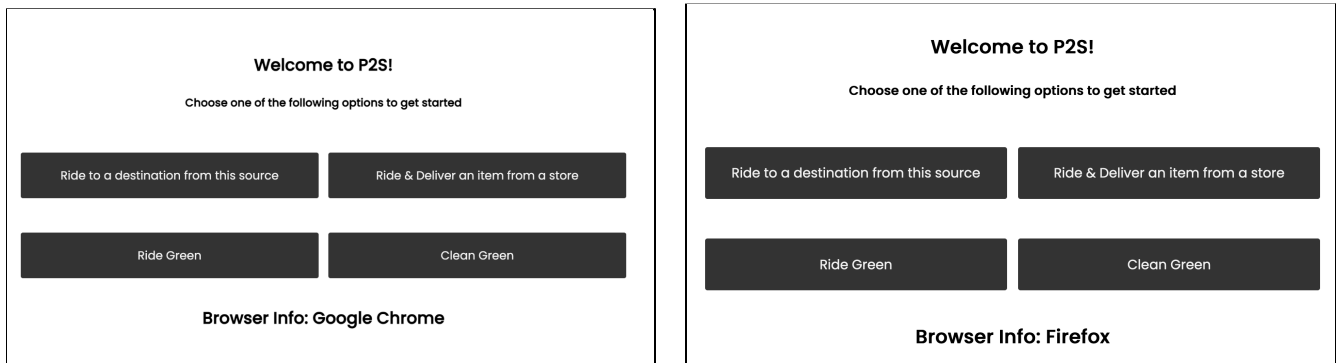 Welcome to P2S!
Choose one of the following options to get started
Ride to a destination from this source
Ride & Deliver an item from a store
Ride Green
Clean Green
Browser Info: Google Chrome
Welcome to P2S!
Choose one of the following options to get started
Ride to a destination from this source
Ride & Deliver an item from a store
Ride Green
Clean Green
Browser Info: Firefox